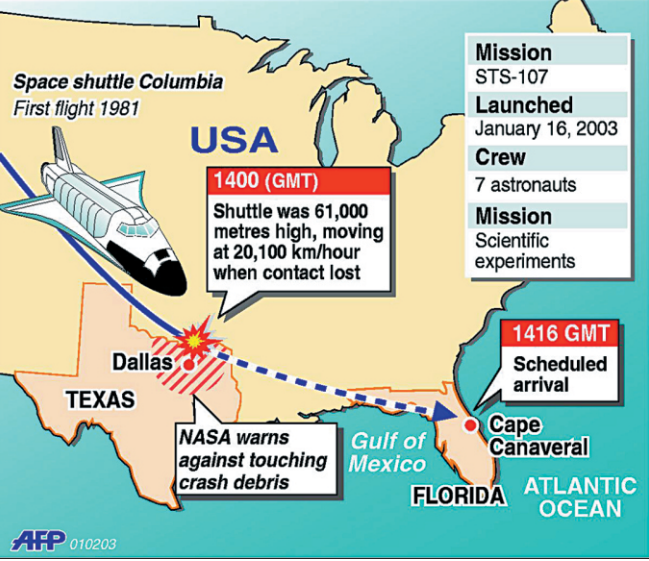 Space shuttle Columbia
First flight 1981
USA
1400 (GMT)
Shuttle was 61,000
metres high, moving
at 20,100 km/hour
when contact lost
Mission
STS-107
Launched
January 16, 2003
Crew
7 astronauts
Mission
Scientific
experiments
1416 GMT
Scheduled
arrival
Dallas
TEXAS
NASA warns
against touching
crash debris
Gulf of
Mexico
Cape
Canaveral
FLORIDA
ATLANTIC
OCEAN
AFP 010203